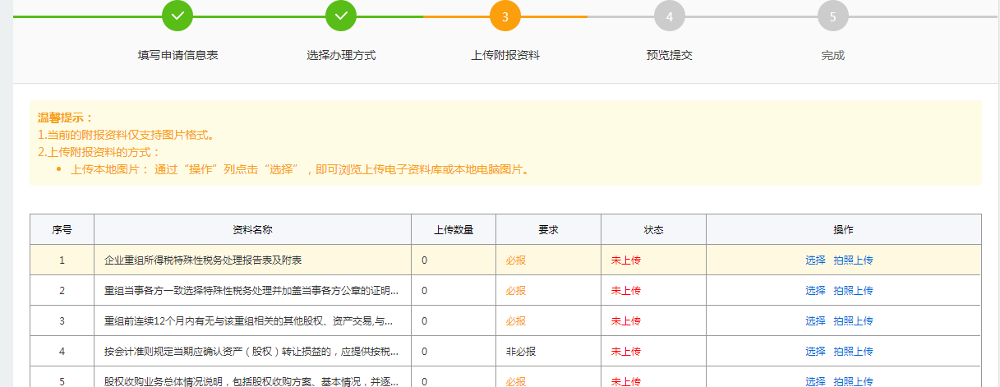 3 4 5
填写申请信息表 选择办理方式 上传附报资料 预览提交 完成
温馨提示：
1.当前的附报资料仅支持图片格式。
2.上传附报资料的方式：
• 上传本地图片： 通过“操作”列点击“选择”，即可浏览上传电子资料库或本地电脑图片。
序号 资料名称 上传数量 要求 状态 操作
1 企业重组所得税特殊性税务处理报告表及附表 0 必报 未上传 选择 拍照上传
2 重组当事各方一致选择特殊性税务处理并加盖当事各方公章的证明... 0 必报 未上传 选择 拍照上传
3 重组前连续12个月内有无与该重组相关的其他股权、资产交易,与... 0 必报 未上传 选择 拍照上传
4 按会计准则规定当期应确认资产（股权）转让损益的，应提供按税... 0 非必报 未上传 选择 拍照上传
5 股权收购业务总体情况说明，包括股权收购方案、基本情况，并逐... 0 必报 未上传 选择 拍照上传